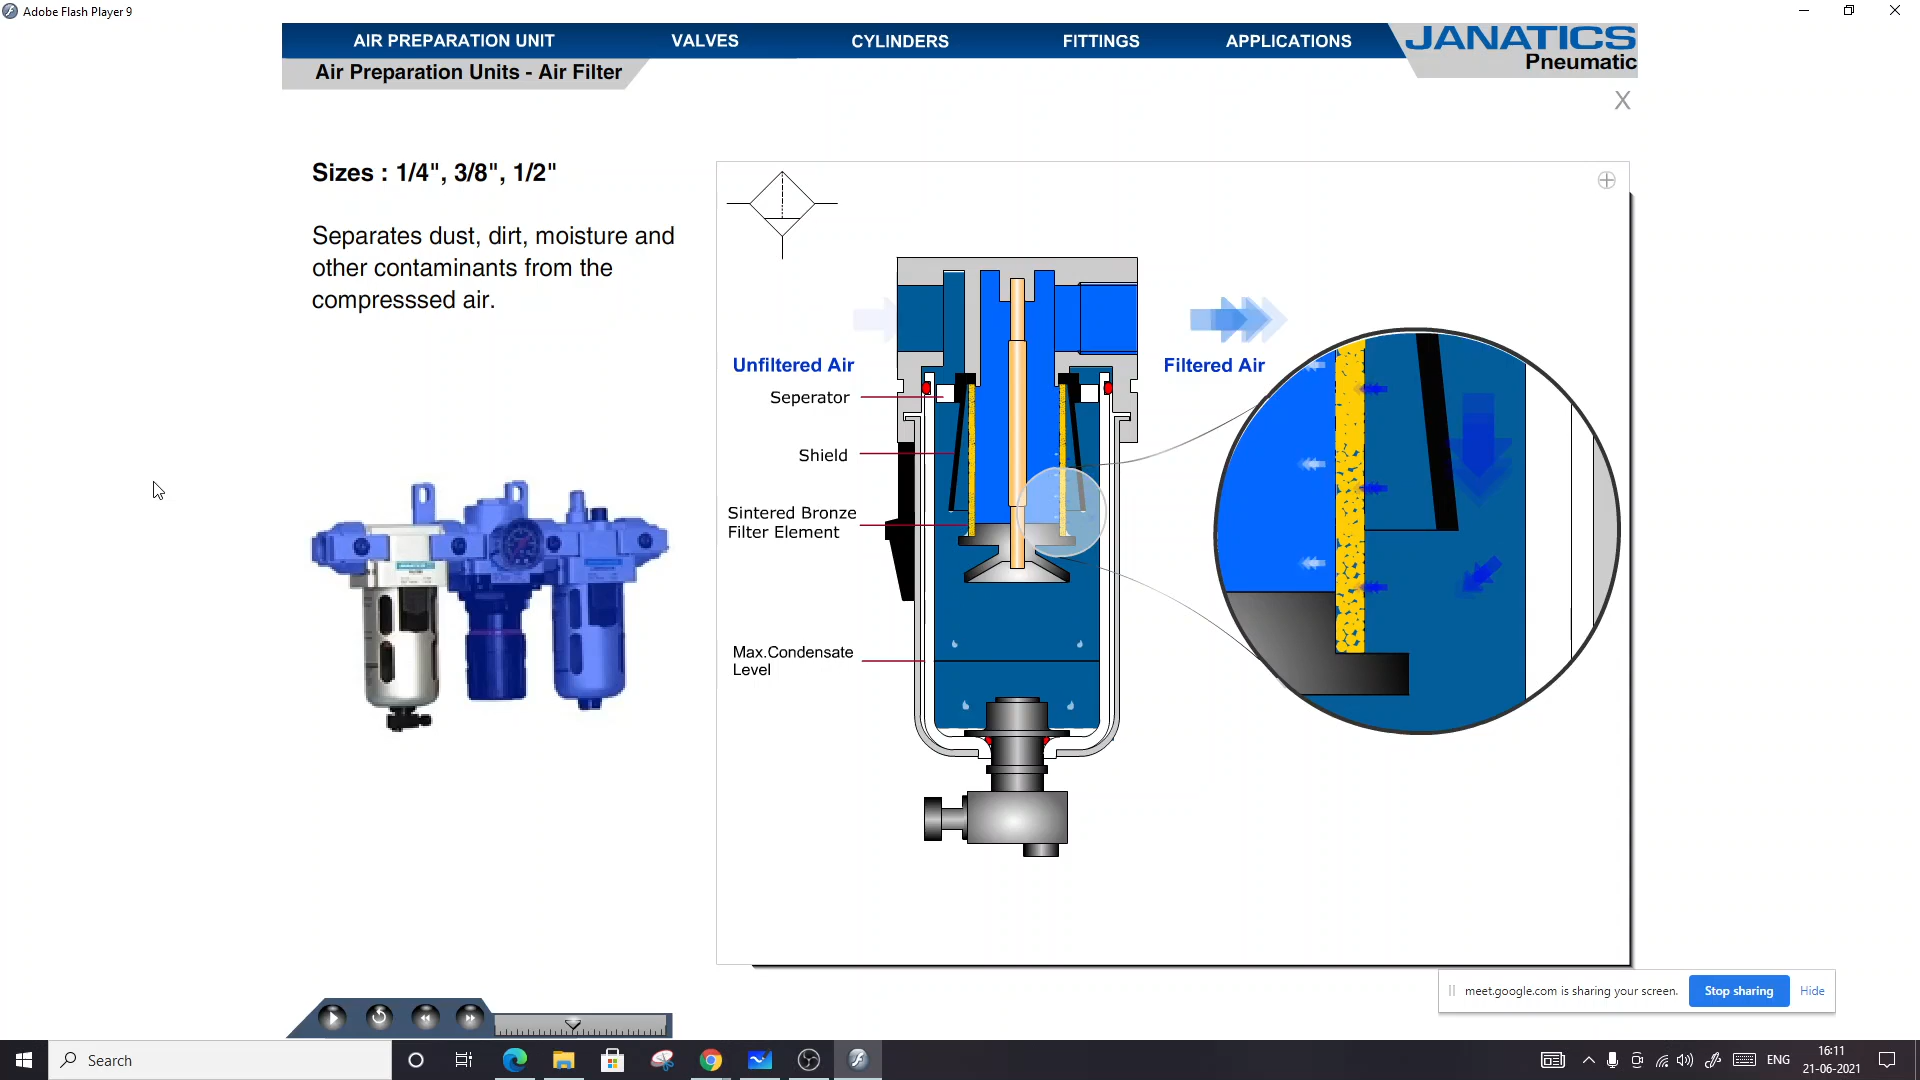 Adobe Flash Player 9
AIR PREPARATION UNIT VALVES CYLINDERS FITTINGS APPLICATIONS
JANATICS
Pneumatic
Air Preparation Units - Air Filter
X
Sizes : 1/4", 3/8", 1/2"
Separates dust, dirt, moisture and
other contaminants from the
compresssed air.
Unfiltered Air
Filtered Air
Seperator
Shield
Sintered Bronze
Filter Element
Max.Condensate
Level
meet.google.com is sharing your screen. Stop sharing Hide
Search
ENG
16:11
21-06-2021